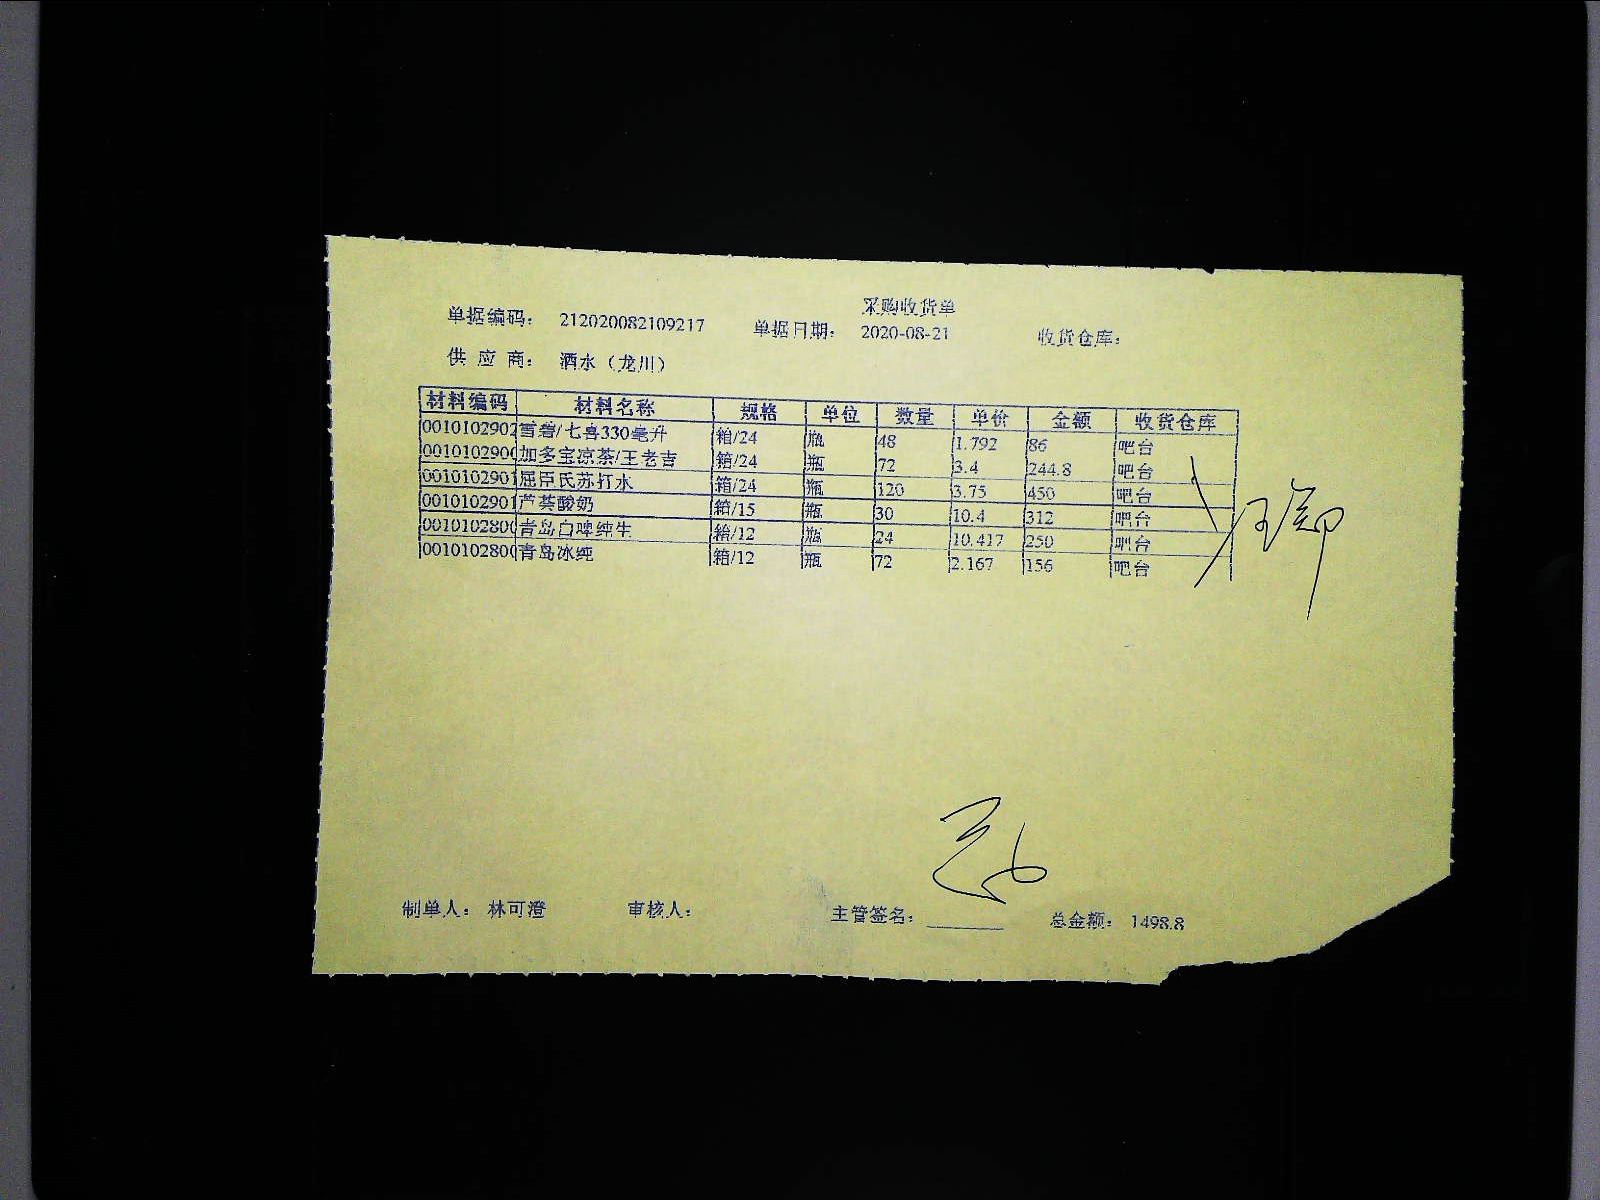 采购收货单
单据编码： 212020082109217 单据日期： 2020-08-21 收货仓库：
供 应 商： 酒水（龙川）
材料编码 材料名称 规格 单位 数量 单价 金额 收货仓库
0010102902 雪碧/七喜330毫升 箱/24 瓶 48 1.792 86 吧台
001010290 加多宝凉茶/王老吉 箱/24 瓶 72 3.4 244.8 吧台
001010290 屈臣氏苏打水 箱/24 瓶 120 3.75 450 吧台
001010290 芦荟酸奶 箱/15 瓶 30 10.4 312 吧台
001010280 青岛白啤纯生 箱/12 瓶 24 10.417 250 吧台
001010280 青岛冰纯 箱/12 瓶 72 2.167 156 吧台
制单人： 林可澄 审核人： 主管签名： 总金额： 1498.8